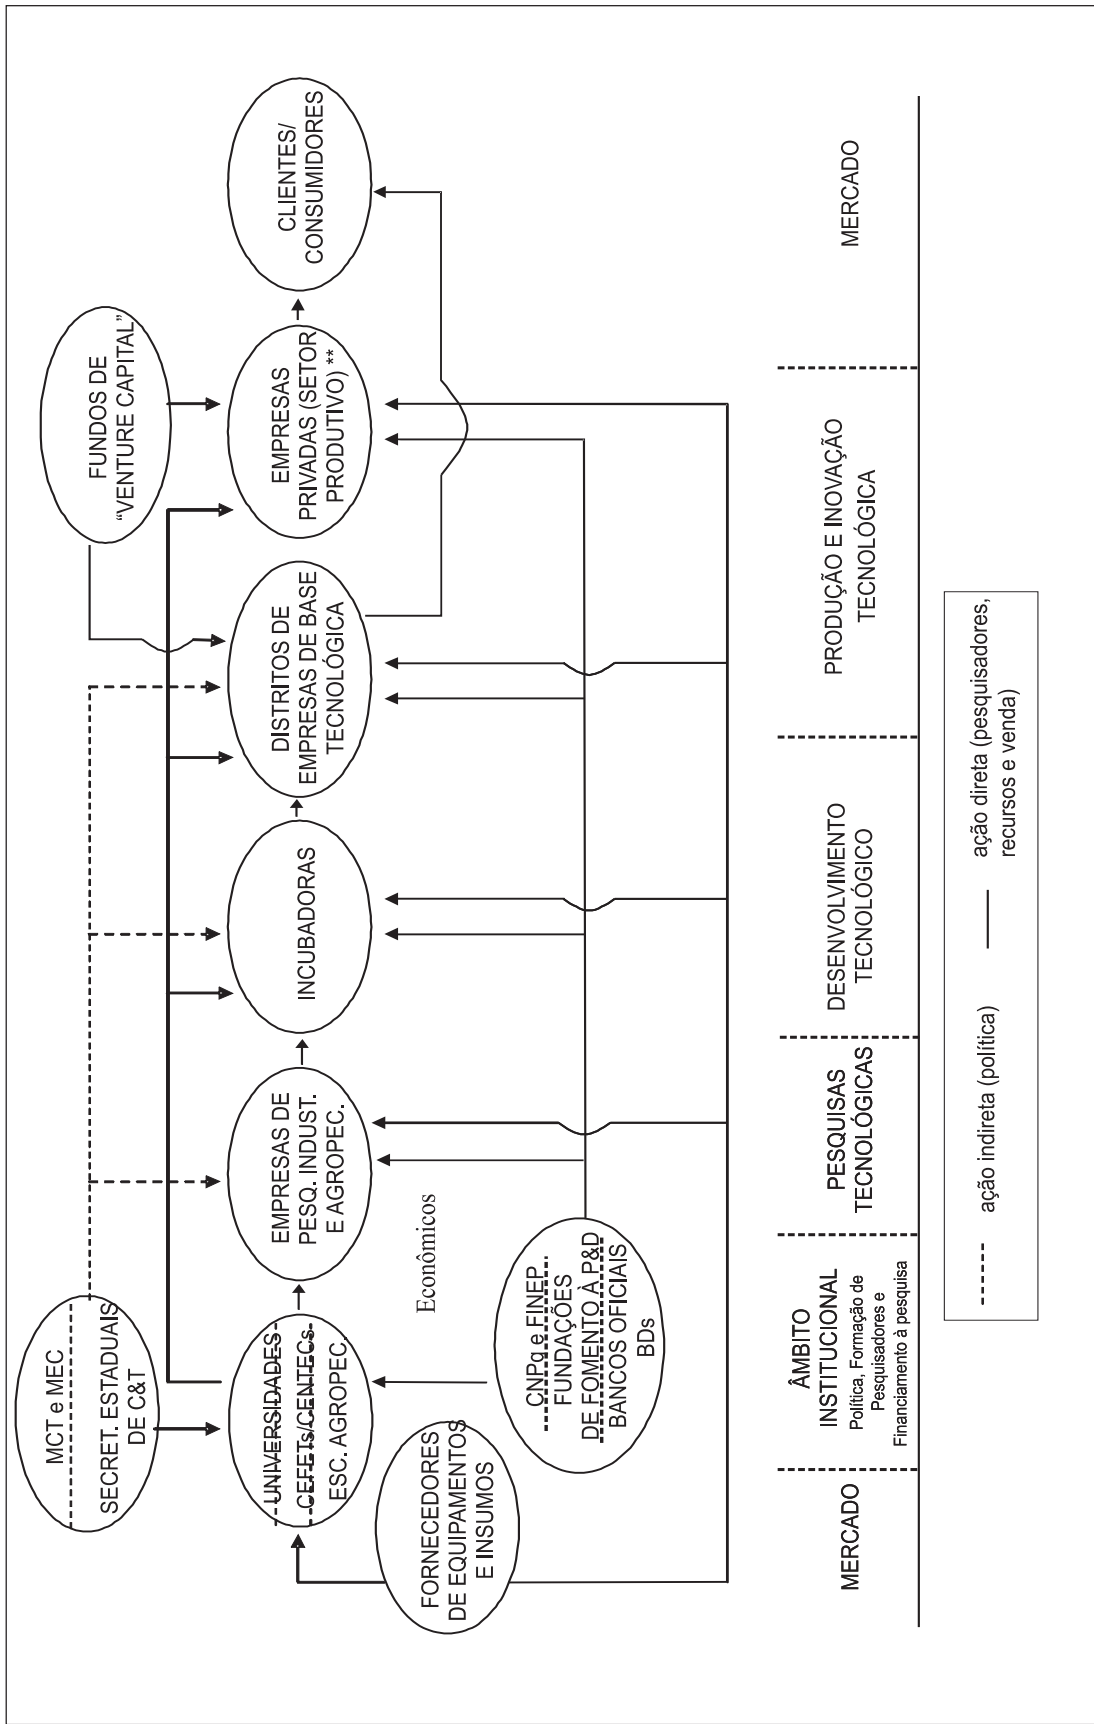 MCT e MEC
SECRET. ESTADUAIS
DE C&T
FUNDOS DE
“VENTURE CAPITAL”
UNIVERSIDADES
CEFETs/CENTECs
ESC. AGROPEC.
EMPRESAS DE
PESQ. INDUST.
E AGROPEC.
INCUBADORAS
DISTRITOS DE
EMPRESAS DE BASE
TECNOLÓGICA
EMPRESAS
PRIVADAS (SETOR
PRODUTIVO) **
CLIENTES/
CONSUMIDORES
FORNECEDORES
DE EQUIPAMENTOS
E INSUMOS
Econômicos
CNPq e FINEP
FUNDAÇÕES
DE FOMENTO À P&D
BANCOS OFICIAIS
BDs
MERCADO
ÂMBITO
INSTITUCIONAL
Política, Formação de
Pesquisadores e
Financiamento à pesquisa
PESQUISAS
TECNOLÓGICAS
DESENVOLVIMENTO
TECNOLÓGICO
PRODUÇÃO E INOVAÇÃO
TECNOLÓGICA
MERCADO
ação indireta (política)
ação direta (pesquisadores,
recursos e venda)